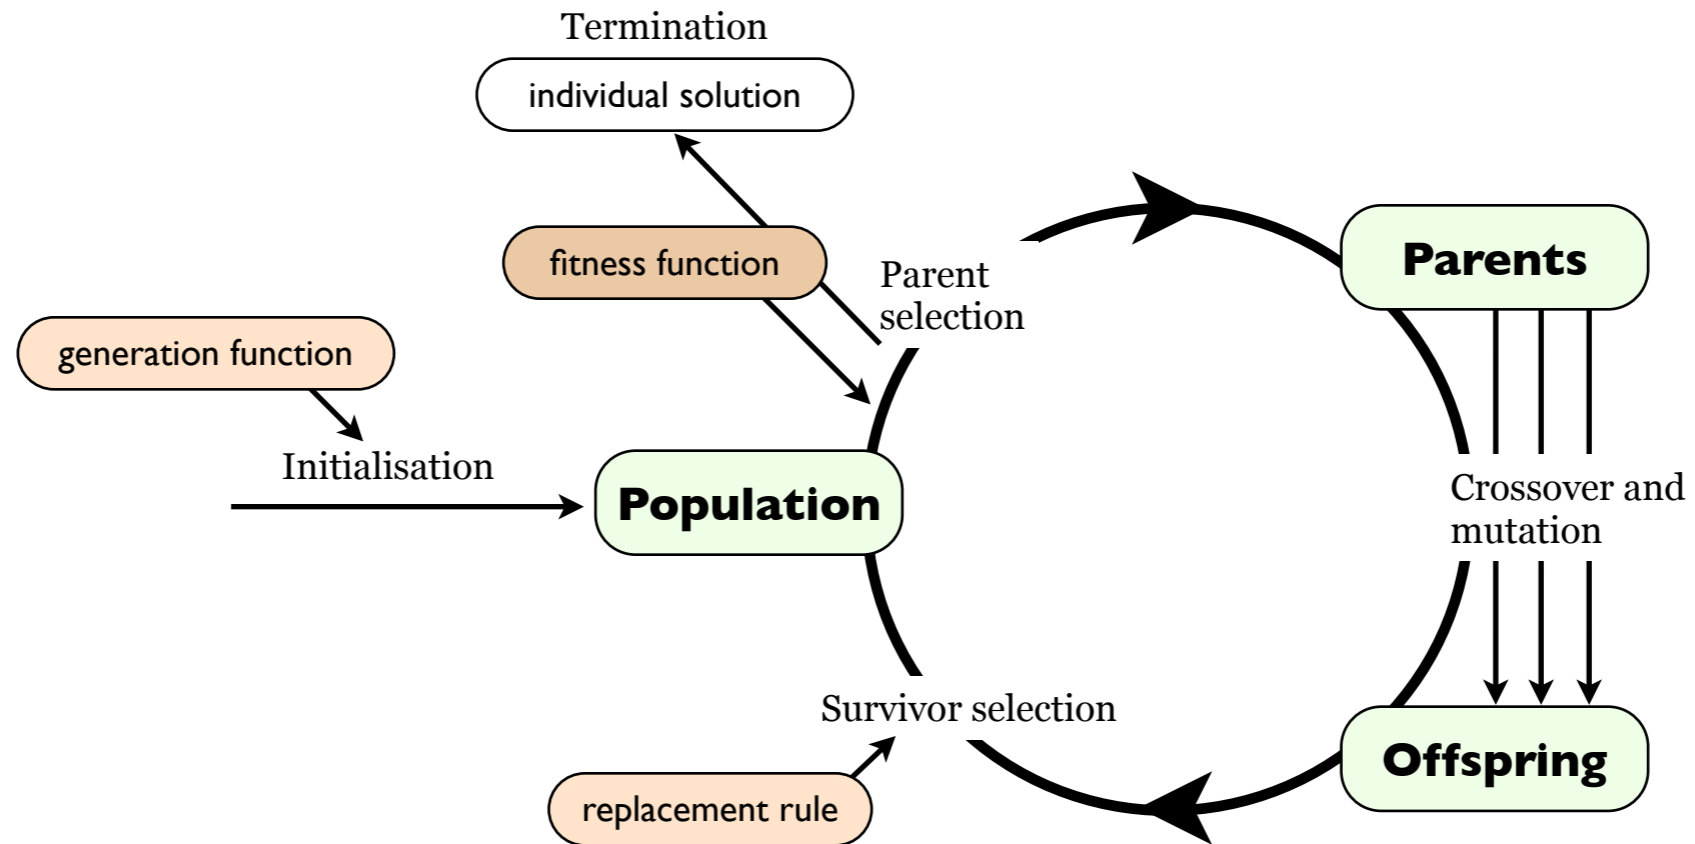 Termination
individual solution
fitness function
Parent
selection
Parents
generation function
Initialisation
Population
Crossover and
mutation
Survivor selection
Offspring
replacement rule